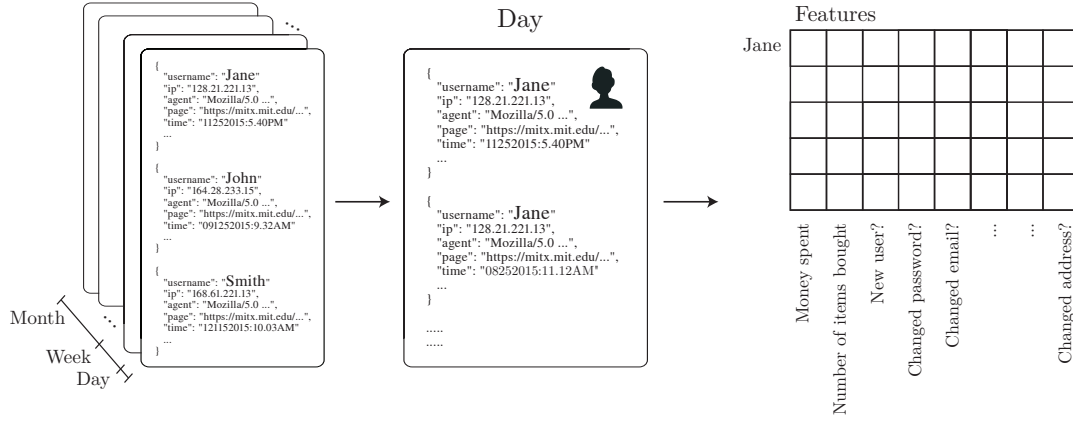 ...
{
"username": "Jane"
"ip": "128.21.221.13",
"agent": "Mozilla/5.0 ...",
"page": "https://mitx.mit.edu/...",
"time": "11252015:5.40PM"
...
}
{
"username": "John"
"ip": "164.28.233.15",
"agent": "Mozilla/5.0 ...",
"page": "https://mitx.mit.edu/...",
"time": "091252015:9.32AM"
...
}
{
"username": "Smith"
"ip": "168.61.221.13",
"agent": "Mozilla/5.0 ...",
"page": "https://mitx.mit.edu/...",
"time": "121152015:10.03AM"
...
}
...
Month
Week
Day
Day
{
"username": "Jane"
"ip": "128.21.221.13",
"agent": "Mozilla/5.0 ...",
"page": "https://mitx.mit.edu/...",
"time": "11252015:5.40PM"
...
}
{
"username": "Jane"
"ip": "128.21.221.13",
"agent": "Mozilla/5.0 ...",
"page": "https://mitx.mit.edu/...",
"time": "08252015:11.12AM"
...
}
.....
.....
Features
Jane
Money spent
Number of items bought
New user?
Changed password?
Changed email?
...
...
Changed address?